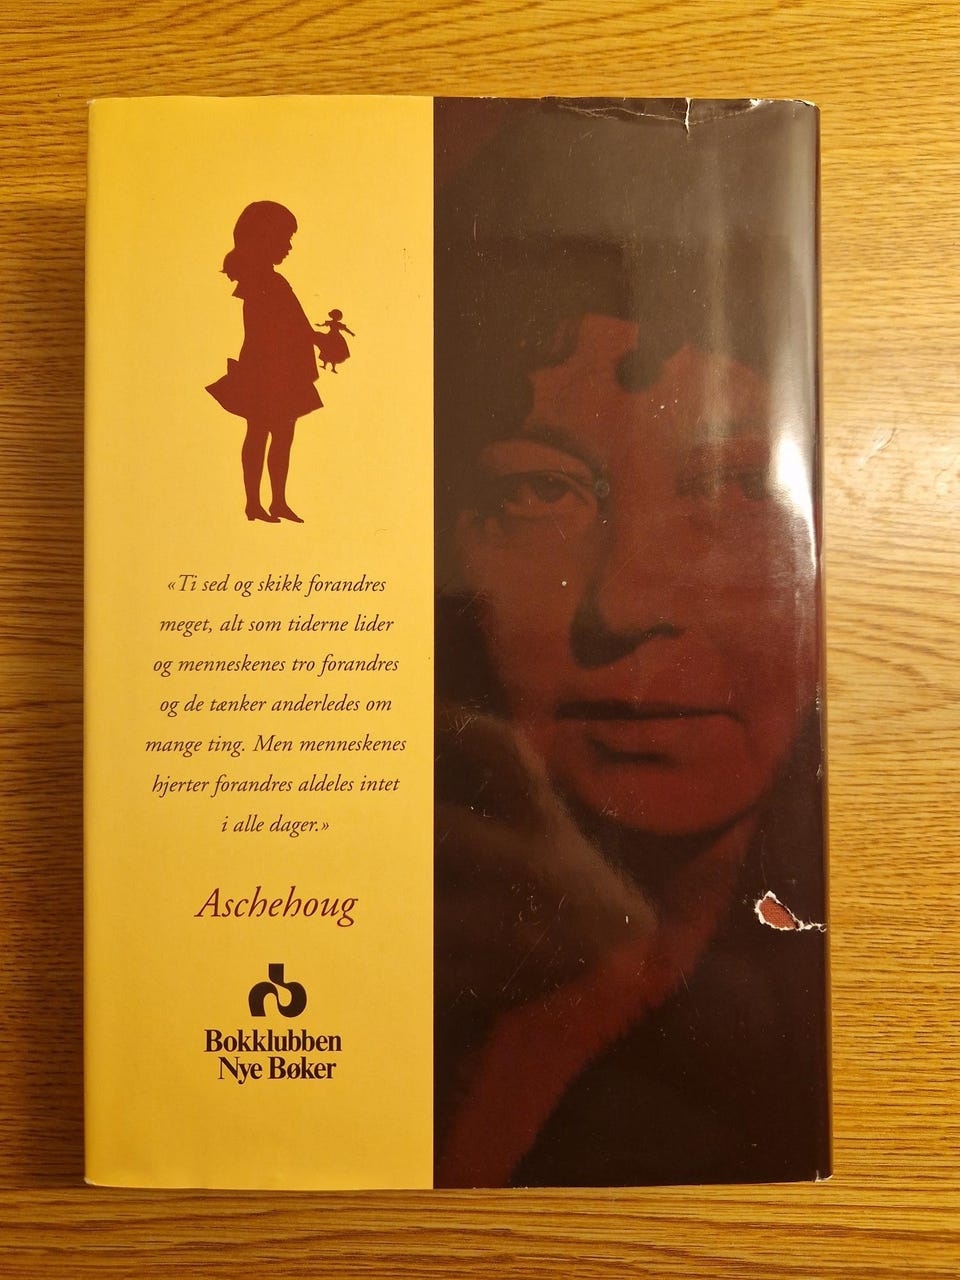 «Ti sed og skikk forandres
meget, alt som tiderne lider
og menneskenes tro forandres
og de tænker anderledes om
mange ting. Men menneskenes
hjerter forandres aldeles intet
i alle dager.»
Aschehoug
Bokklubben
Nye Bøker